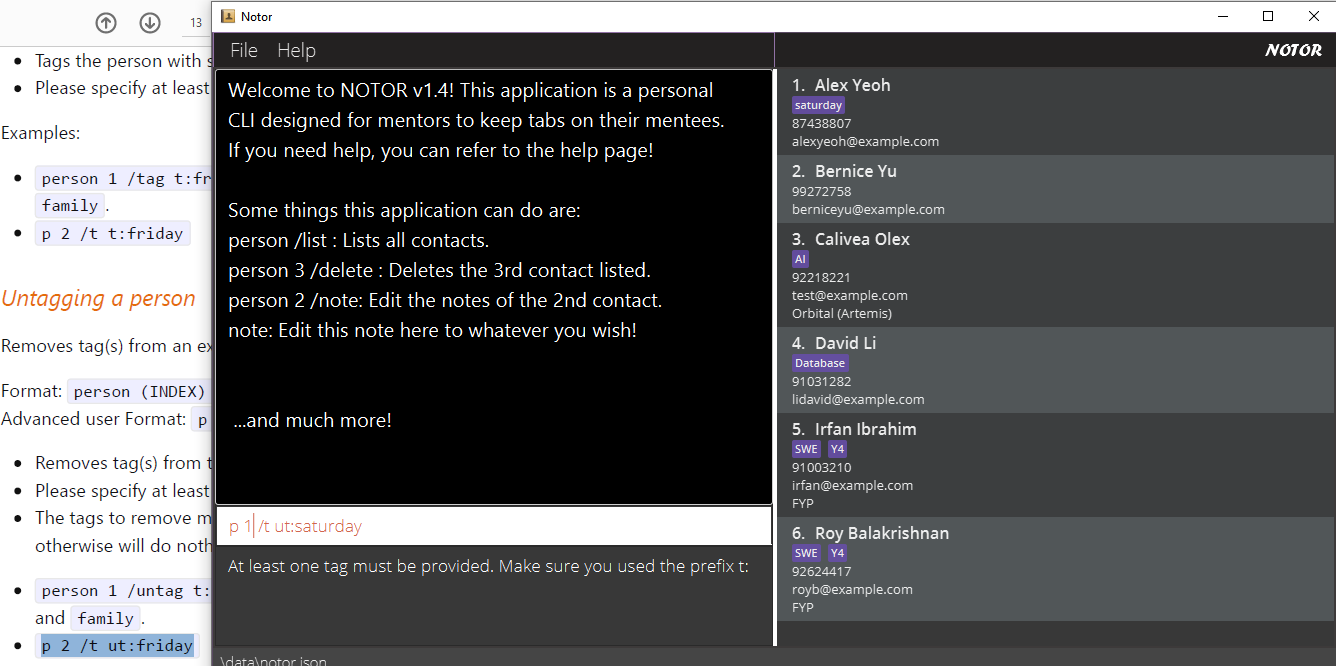 13
Tags the person with
Please specify at least
Examples:
person 1 /tag t:fr
family.
p 2 /t t:friday
Untagging a person
Removes tag(s) from an
Format: person (INDEX)
Advanced user Format: p
Removes tag(s) from
Please specify at least
The tags to remove
otherwise will do
person 1 /untag t:
and family.
p 2 /t ut:friday
Notor
File Help
Welcome to NOTOR v1.4! This application is a personal
CLI designed for mentors to keep tabs on their mentees.
If you need help, you can refer to the help page!
Some things this application can do are:
person /list : Lists all contacts.
person 3 /delete : Deletes the 3rd contact listed.
person 2 /note: Edit the notes of the 2nd contact.
note: Edit this note here to whatever you wish!
...and much more!
p 1 /t ut:saturday
At least one tag must be provided. Make sure you used the prefix t:
\data\notor.json
NOTOR
1. Alex Yeoh
saturday
87438807
alexyeoh@example.com
2. Bernice Yu
99272758
berniceyu@example.com
3. Calivea Olex
AI
92218221
test@example.com
Orbital (Artemis)
4. David Li
Database
91031282
lidavid@example.com
5. Irfan Ibrahim
SWE Y4
91003210
irfan@example.com
FYP
6. Roy Balakrishnan
SWE Y4
92624417
royb@example.com
FYP